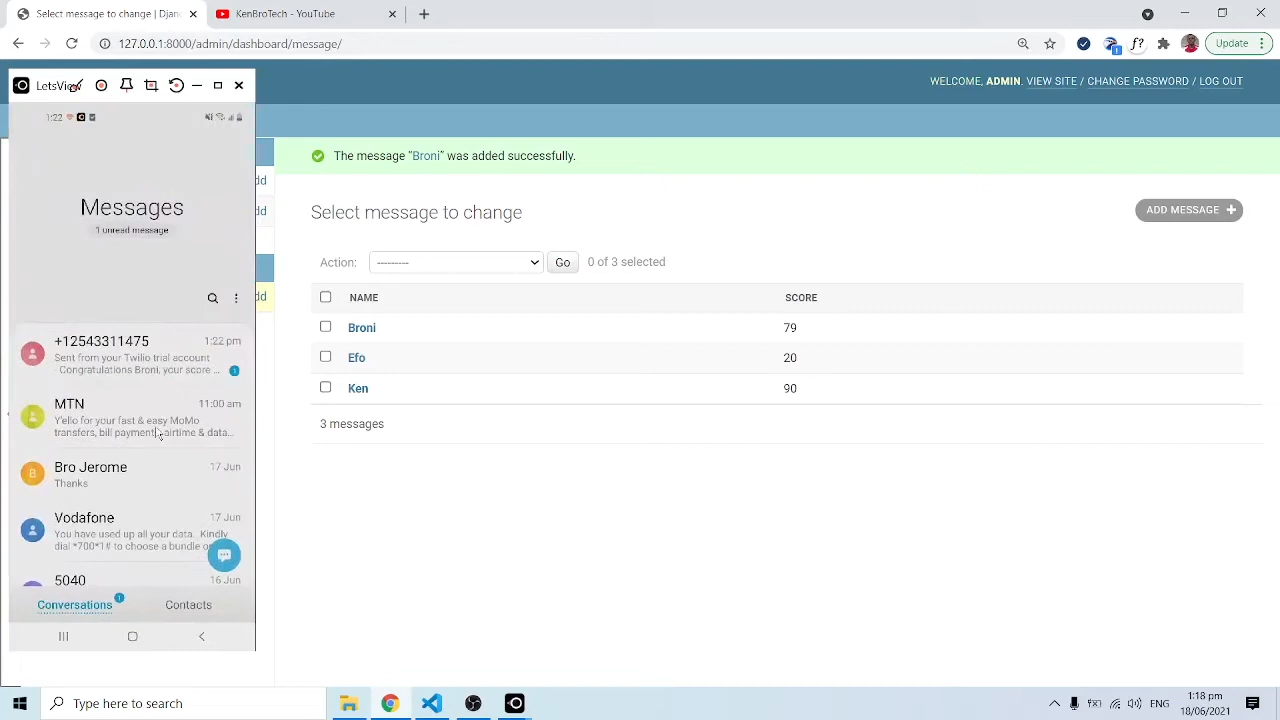 Select message to change | Djan
KenBroTech - YouTube
127.0.0.1:8000/admin/dashboard/message/
Update
WELCOME, ADMIN. VIEW SITE / CHANGE PASSWORD / LOG OUT
LetsView
1:22
Messages
1 unread message
+12543311475
1:22 pm
Sent from your Twilio trial account
- Congratulations Broni, your score ...
1
MTN
11:00 am
Y'ello for your fast & easy MoMo
transfers, bill payment, airtime & data...
Bro Jerome
17 Jun
Thanks
Vodafone
17 Jun
You have used up all your data. Kindly
dial *700*1# to choose a bundle o
5040
16 Jun
Conversations
1
Contacts
dd
dd
dd
The message “Broni” was added successfully.
Select message to change
ADD MESSAGE +
Action:
---------
Go
0 of 3 selected
NAME
SCORE
Broni
79
Efo
20
Ken
90
3 messages
Type here to search
ENG
1:18 pm
18/06/2021